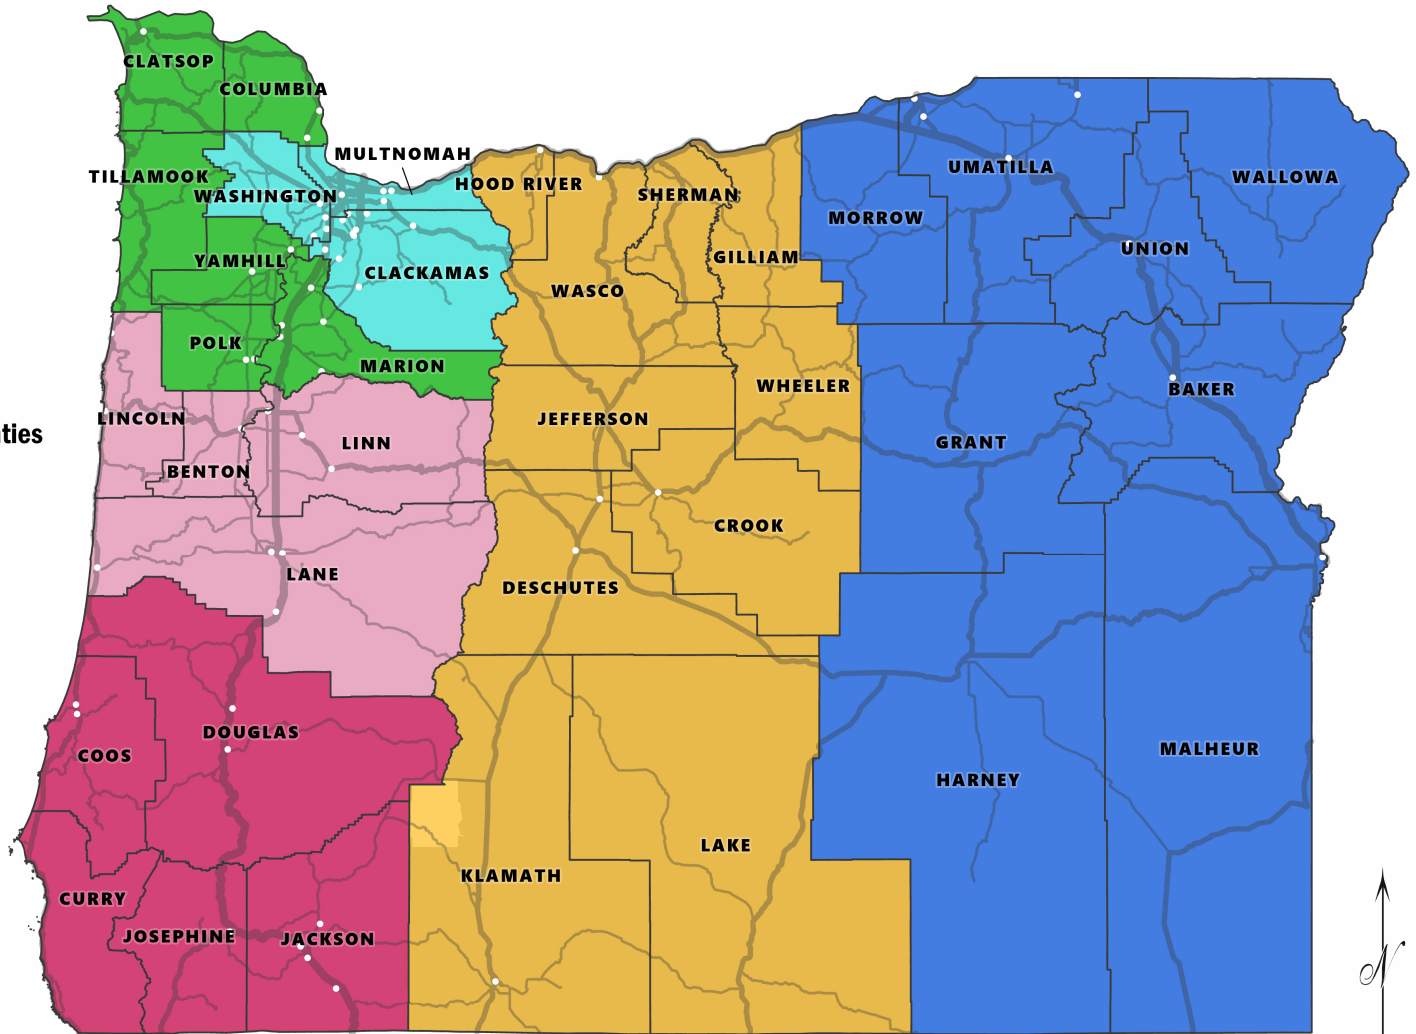 CLATSOP
COLUMBIA
MULTNOMAH
TILLAMOOK
WASHINGTON
HOOD RIVER
SHERMAN
UMATILLA
WALLOWA
MORROW
YAMHILL
CLACKAMAS
GILLIAM
UNION
WASCO
POLK
MARION
WHEELER
BAKER
LINCOLN
JEFFERSON
nties
LINN
GRANT
BENTON
CROOK
LANE
DESCHUTES
DOUGLAS
COOS
MALHEUR
HARNEY
LAKE
KLAMATH
CURRY
JOSEPHINE
JACKSON
N